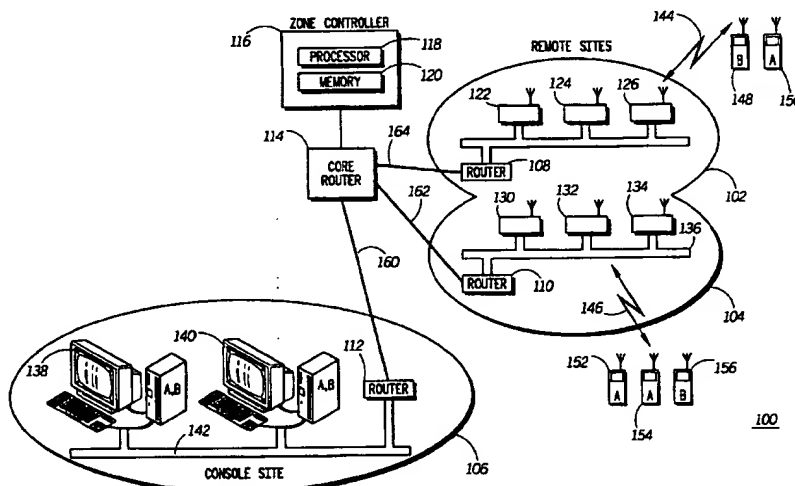 ZONE CONTROLLER
116
PROCESSOR
118
MEMORY
120
REMOTE SITES
144
B
A
148
122
124
126
114
164
CORE
ROUTER
ROUTER
108
162
130
132
134
102
136
160
ROUTER
110
146
104
138
140
A,B
A,B
112
ROUTER
152
A
A
B
156
154
142
CONSOLE SITE
106
100